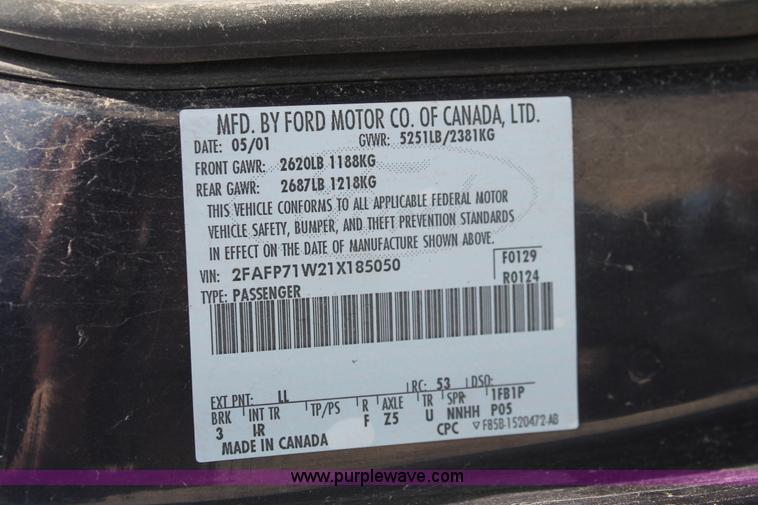 MFD. BY FORD MOTOR CO. OF CANADA, LTD.
DATE: 05/01 GVWR: 5251LB/2381KG
FRONT GAWR: 2620LB 1188KG
REAR GAWR: 2687LB 1218KG
THIS VEHICLE CONFORMS TO ALL APPLICABLE FEDERAL MOTOR
VEHICLE SAFETY, BUMPER, AND THEFT PREVENTION STANDARDS
IN EFFECT ON THE DATE OF MANUFACTURE SHOWN ABOVE.
VIN: 2FAFP71W21X185050 F0129
TYPE: PASSENGER R0124
EXT PNT: LL RC: 53 DSO:
BRK INT TR TP/PS R AXLE TR SPR 1FB1P
3 IR F Z5 U NNHH P05
MADE IN CANADA CPC ▽F85B-1520472-AB
www.purplewave.com